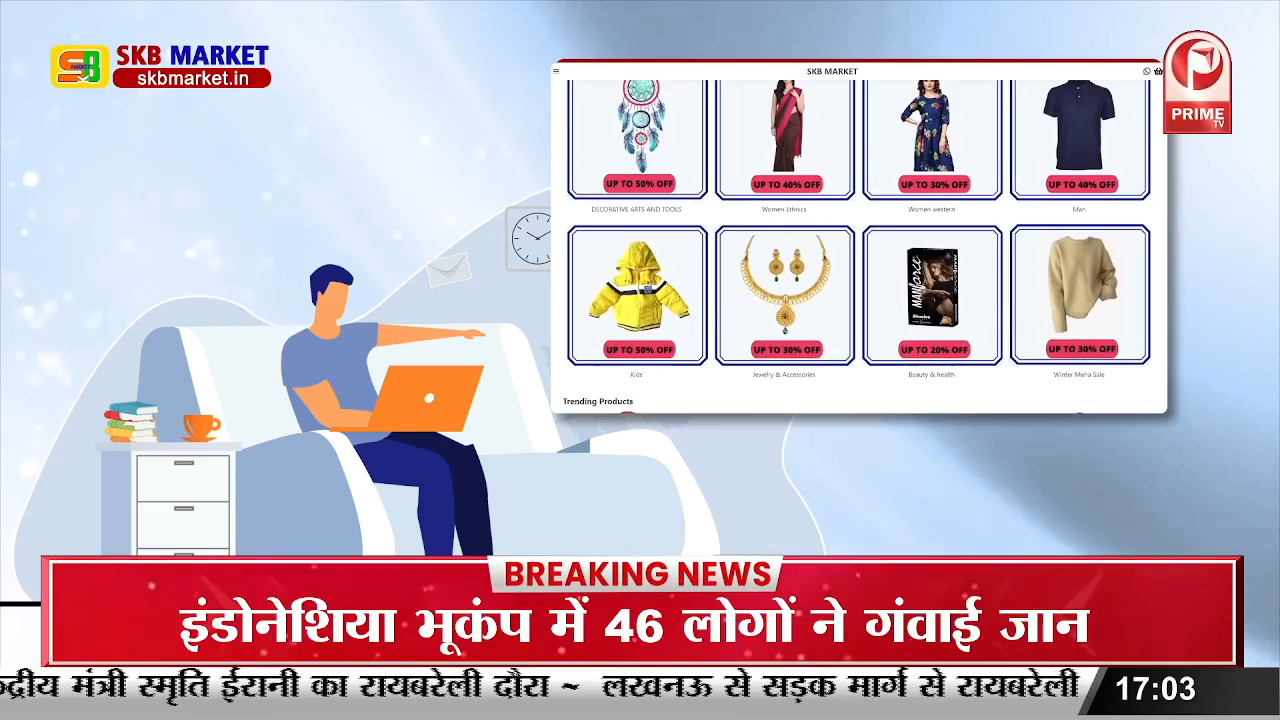 SKB MARKET
skbmarket.in
SKB MARKET
PRIME
TV
UP TO 50% OFF
UP TO 40% OFF
UP TO 30% OFF
UP TO 40% OFF
DECORATIVE ARTS AND TOOLS
Women Ethnics
Women western
Man
MANforce
UP TO 50% OFF
UP TO 30% OFF
UP TO 20% OFF
UP TO 30% OFF
Kids
Jewelry & Accessories
Beauty & health
Winter Maha Sale
Trending Products
BREAKING NEWS
इंडोनेशिया भूकंप में 46 लोगों ने गंवाई जान
मंत्री स्मृति ईरानी का रायबरेली दौरा ~ लखनऊ से सड़क मार्ग से रायबरेली
17:03